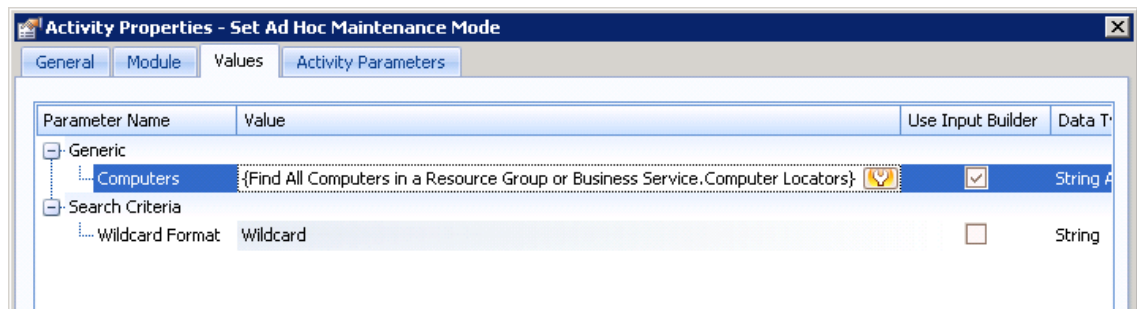 Activity Properties - Set Ad Hoc Maintenance Mode
General Module Values Activity Parameters
Parameter Name Value Use Input Builder Data T
Generic
Computers {Find All Computers in a Resource Group or Business Service.Computer Locators} String A
Search Criteria
Wildcard Format Wildcard String